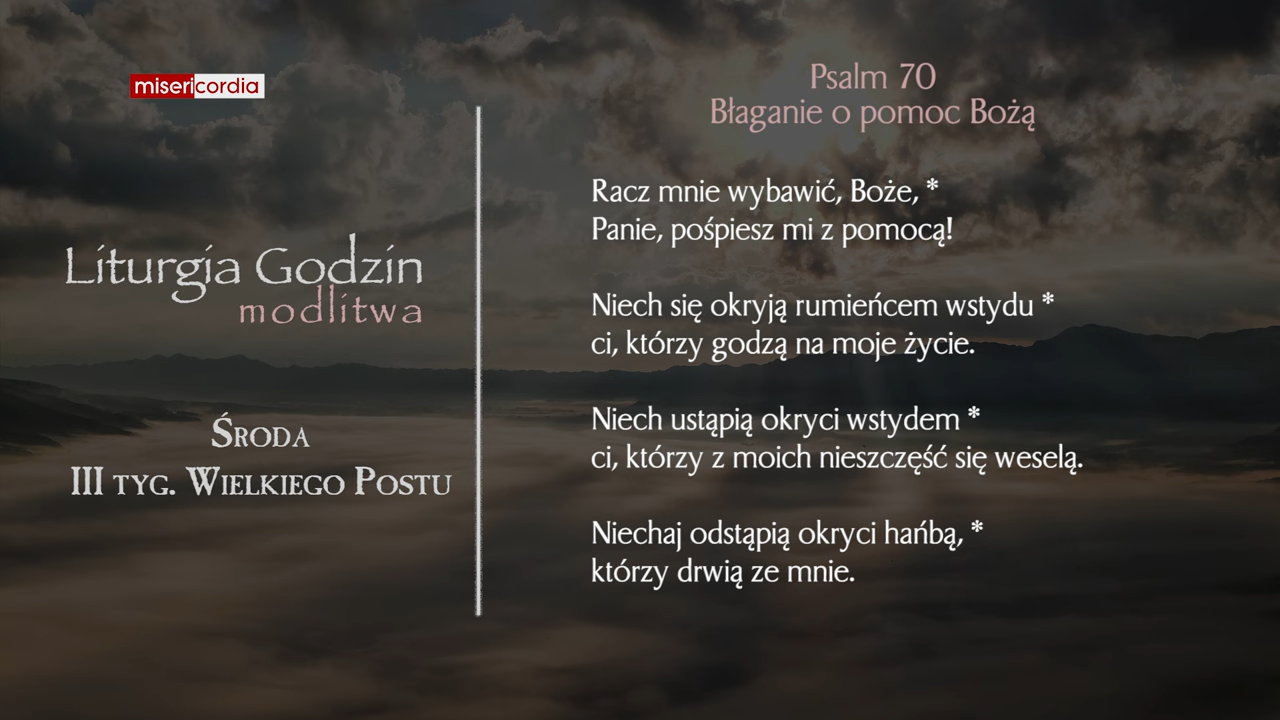 misericordia
Liturgia Godzin
modlitwa
Środa
III tyg. Wielkiego Postu
Psalm 70
Błaganie o pomoc Bożą
Racz mnie wybawić, Boże, *
Panie, pośpiesz mi z pomocą!
Niech się okryją rumieńcem wstydu *
ci, którzy godzą na moje życie.
Niech ustąpią okryci wstydem *
ci, którzy z moich nieszczęść się weselą.
Niechaj odstąpią okryci hańbą, *
którzy drwią ze mnie.